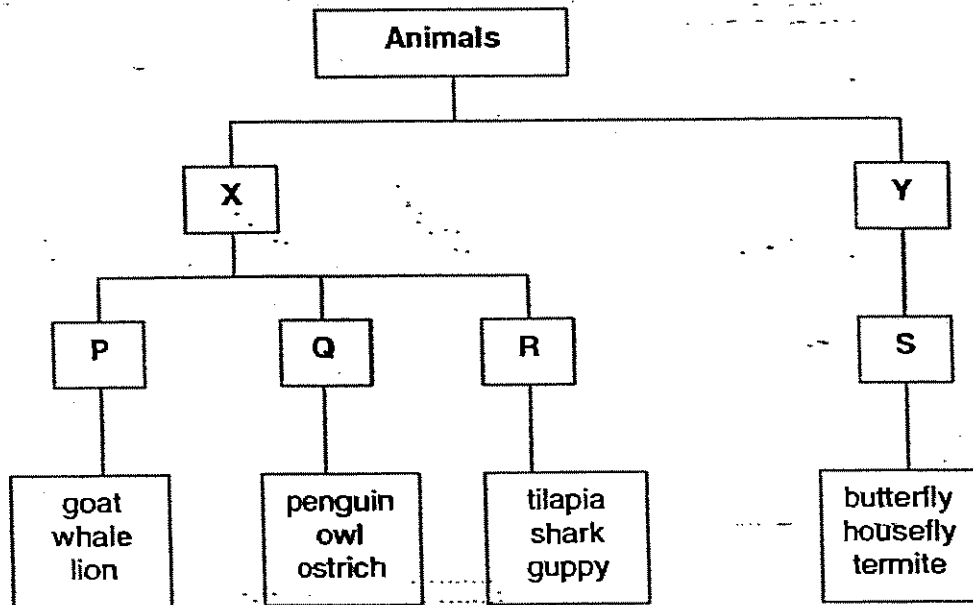 Animals
X
Y
P
Q
R
S
goat
whale
lion
penguin
owl
ostrich
tilapia
shark
guppy
butterfly
housefly
termite